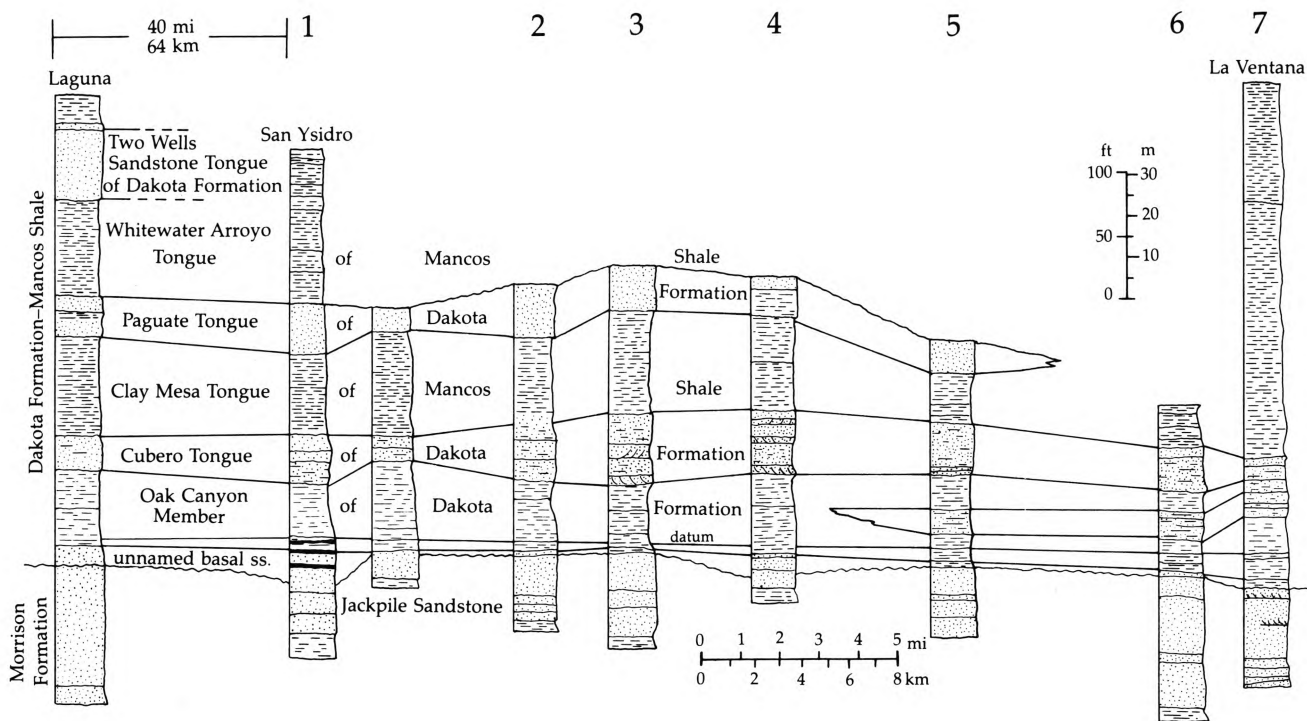 40 mi
64 km
1
2
3
4
5
6
7
Laguna
San Ysidro
La Ventana
Two Wells
Sandstone Tongue
of Dakota Formation
ft m
100 30
20
50
10
0
Whitewater Arroyo
Tongue
of
Mancos
Shale
Formation
Paguate Tongue
of
Dakota
Clay Mesa Tongue
of
Mancos
Shale
Cubero Tongue
of
Dakota
Formation
Oak Canyon
Member
of
Dakota
Formation
datum
unnamed basal ss.
Jackpile Sandstone
Dakota Formation–Mancos Shale
Morrison
Formation
0 1 2 3 4 5 mi
0 2 4 6 8 km